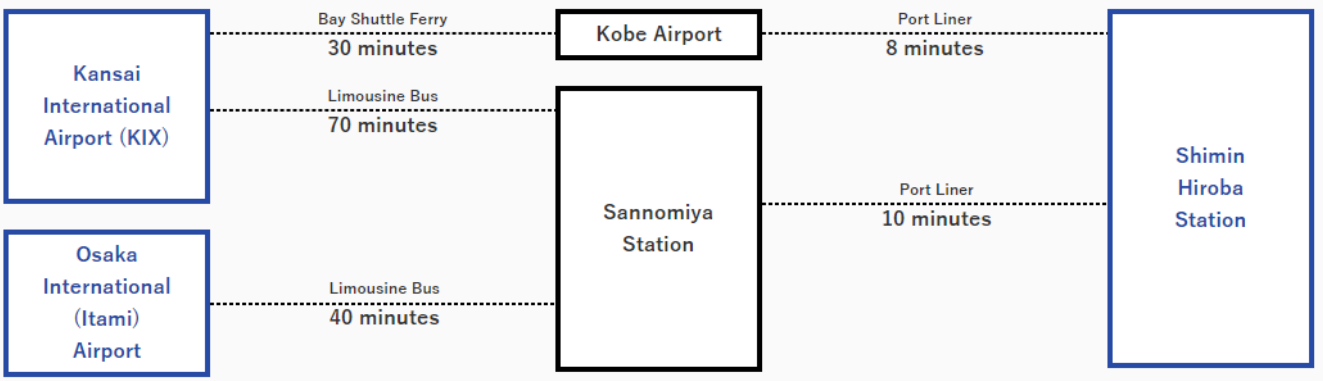 Kansai
International
Airport (KIX)
Bay Shuttle Ferry
30 minutes
Kobe Airport
Port Liner
8 minutes
Limousine Bus
70 minutes
Sannomiya
Station
Port Liner
10 minutes
Shimin
Hiroba
Station
Osaka
International
(Itami)
Airport
Limousine Bus
40 minutes